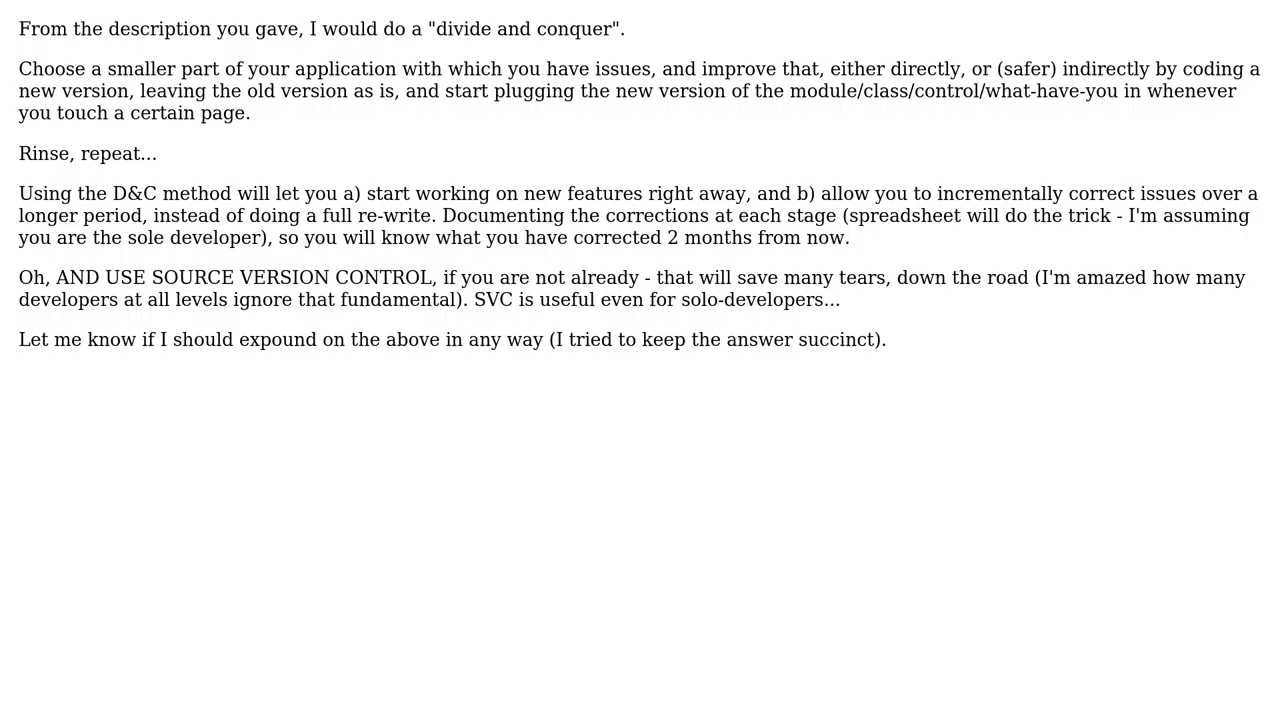 From the description you gave, I would do a "divide and conquer".
Choose a smaller part of your application with which you have issues, and improve that, either directly, or (safer) indirectly by coding a
new version, leaving the old version as is, and start plugging the new version of the module/class/control/what-have-you in whenever
you touch a certain page.
Rinse, repeat...
Using the D&C method will let you a) start working on new features right away, and b) allow you to incrementally correct issues over a
longer period, instead of doing a full re-write. Documenting the corrections at each stage (spreadsheet will do the trick - I'm assuming
you are the sole developer), so you will know what you have corrected 2 months from now.
Oh, AND USE SOURCE VERSION CONTROL, if you are not already - that will save many tears, down the road (I'm amazed how many
developers at all levels ignore that fundamental). SVC is useful even for solo-developers...
Let me know if I should expound on the above in any way (I tried to keep the answer succinct).